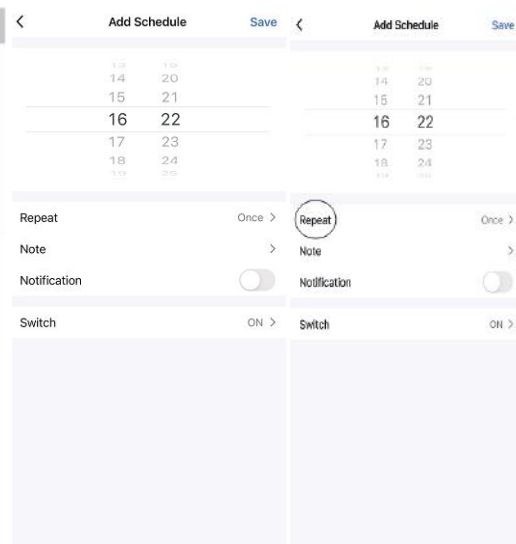 Add Schedule Save
14 20
15 21
16 22
17 23
18 24
Repeat Once
Note
Notification
Switch ON
Add Schedule Save
14 20
15 21
16 22
17 23
18 24
Repeat Once
Note
Notification
Switch ON